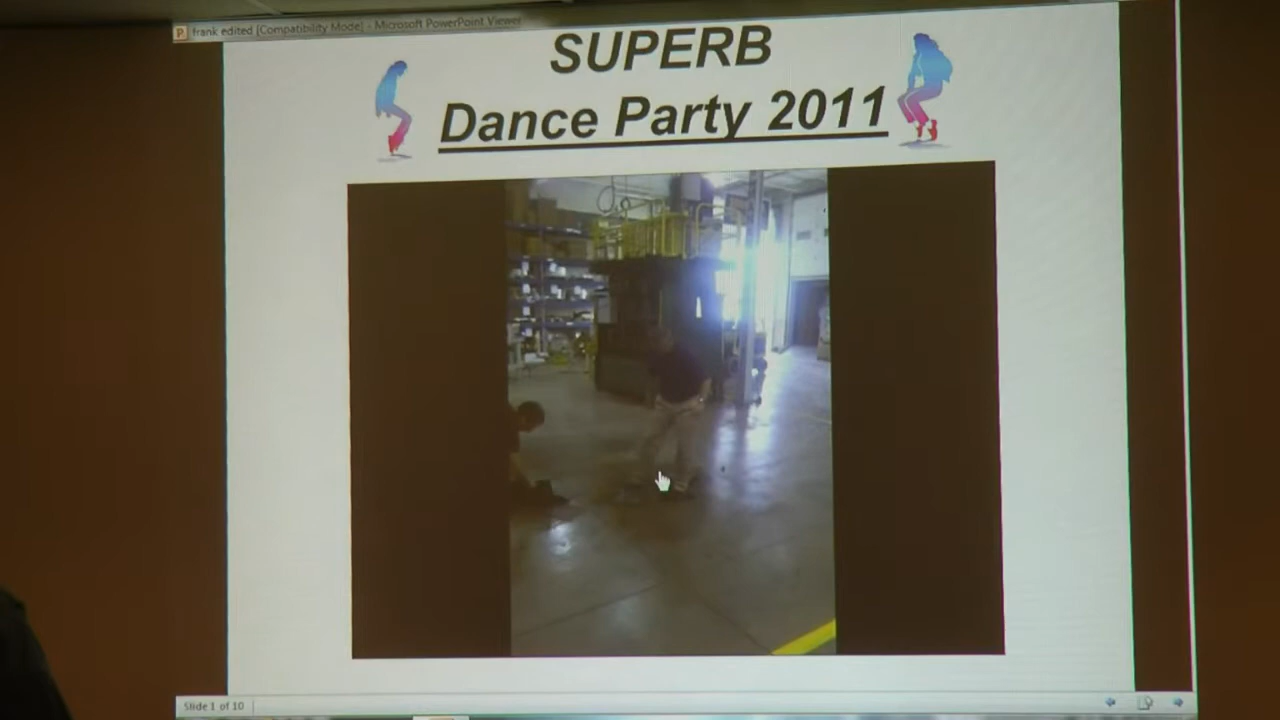 frank edited [Compatibility Mode] - Microsoft PowerPoint Viewer
SUPERB
Dance Party 2011
Slide 1 of 10